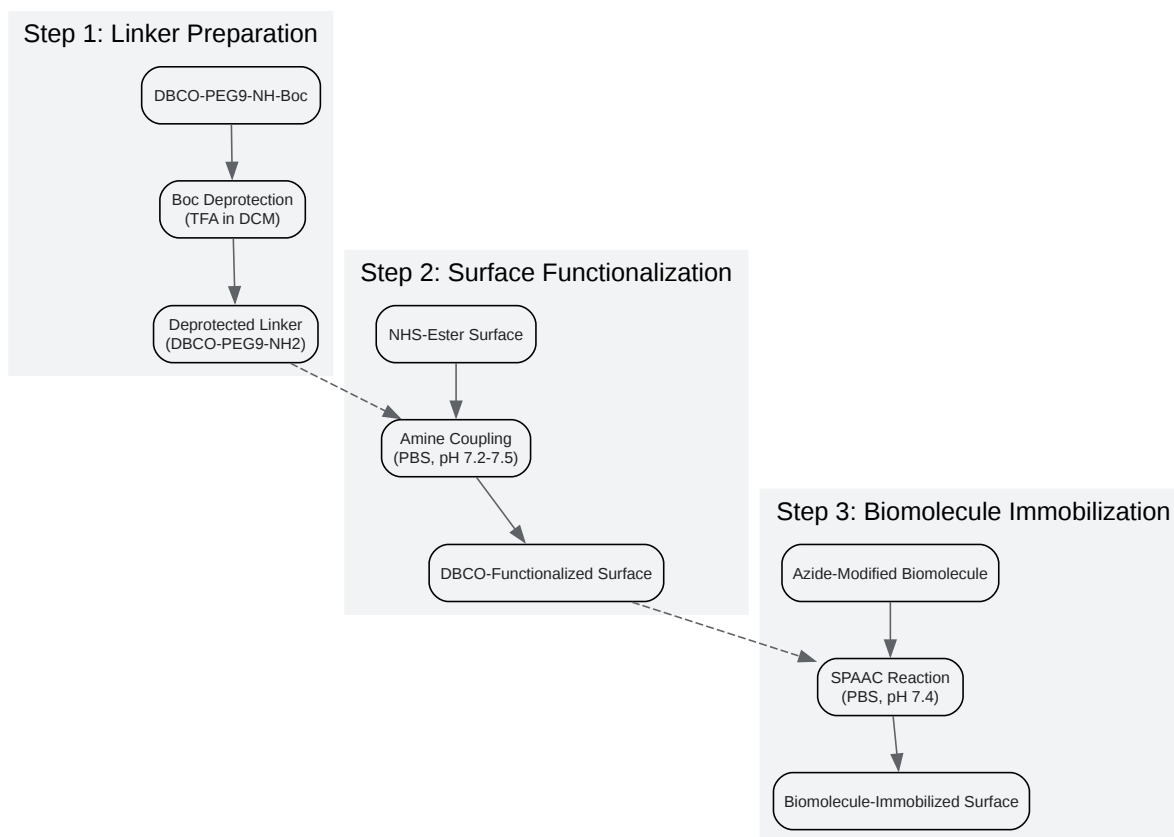 Step 1: Linker Preparation
DBCO-PEG9-NH-Boc
Boc Deprotection
(TFA in DCM)
Deprotected Linker
(DBCO-PEG9-NH2)
Step 2: Surface Functionalization
NHS-Ester Surface
Amine Coupling
(PBS, pH 7.2-7.5)
DBCO-Functionalized Surface
Step 3: Biomolecule Immobilization
Azide-Modified Biomolecule
SPAAC Reaction
(PBS, pH 7.4)
Biomolecule-Immobilized Surface